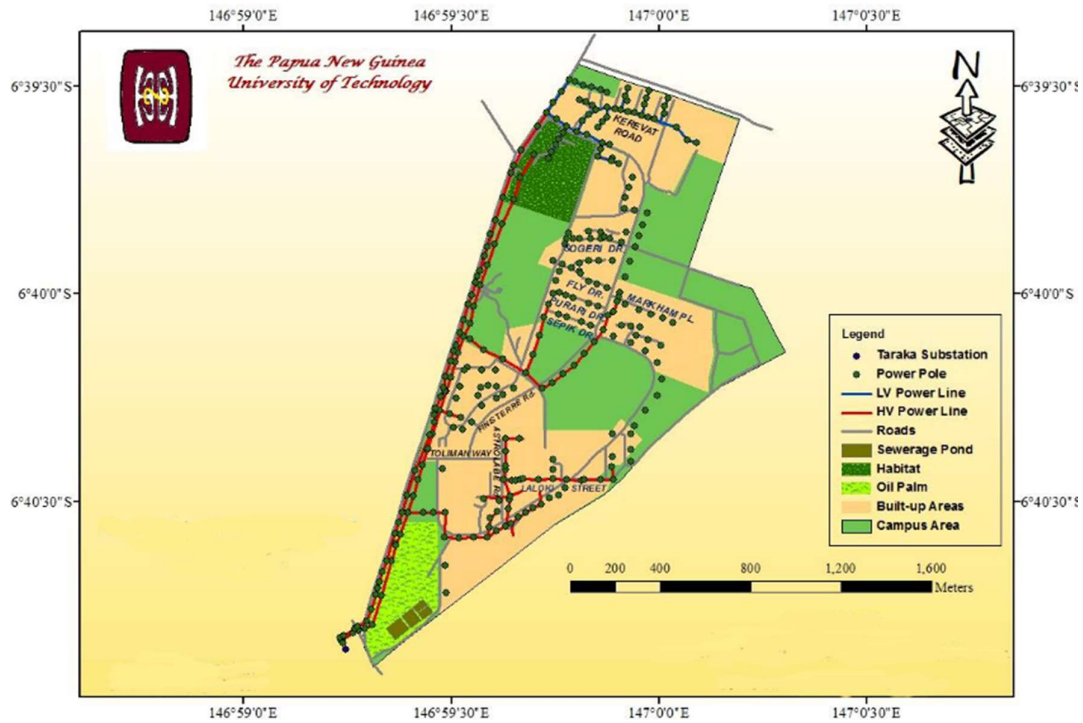 146°59'0"E 146°59'30"E 147°0'0"E 147°0'30"E
The Papua New Guinea
University of Technology
N
6°39'30"S 6°39'30"S
KEREVAT
ROAD
SOGERI DR.
6°40'0"S 6°40'0"S
FLY DR.
MARKHAM PL.
PURARI DR.
SEPIK DR.
FINSTERRE Rd.
ASTROLABE R
TOLIMAN WAY
LALOKI STREET
6°40'30"S 6°40'30"S
Legend
Taraka Substation
Power Pole
LV Power Line
HV Power Line
Roads
Sewerage Pond
Habitat
Oil Palm
Built-up Areas
Campus Area
0 200 400 800 1,200 1,600
Meters
146°59'0"E 146°59'30"E 147°0'0"E 147°0'30"E